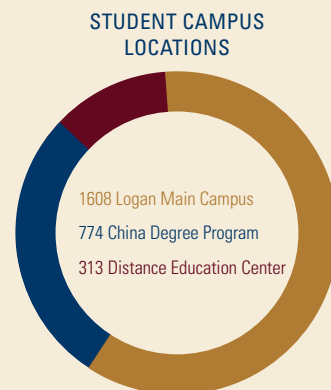 STUDENT CAMPUS
LOCATIONS
1608 Logan Main Campus
774 China Degree Program
313 Distance Education Center